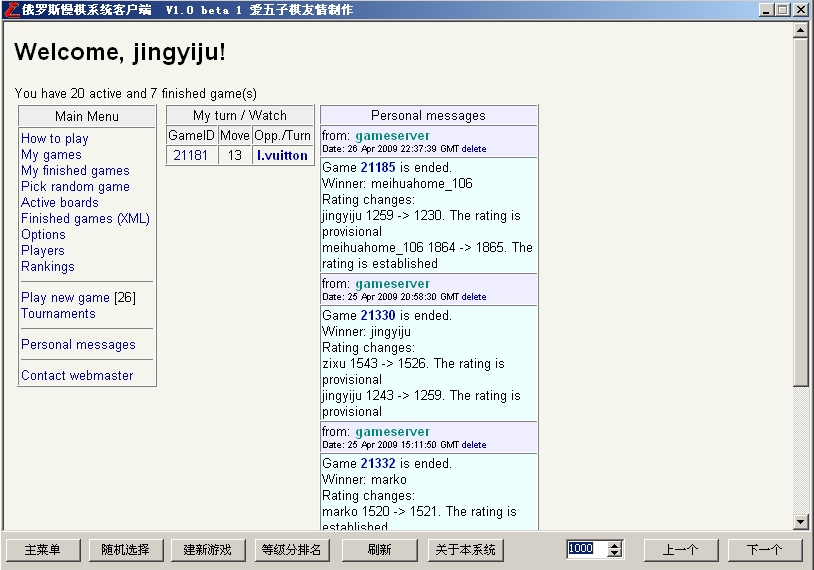 俄罗斯慢棋系统客户端 V1.0 beta 1 爱五子棋友情制作
Welcome, jingyiju!
You have 20 active and 7 finished game(s)
Main Menu
How to play
My games
My finished games
Pick random game
Active boards
Finished games (XML)
Options
Players
Rankings
Play new game [26]
Tournaments
Personal messages
Contact webmaster
My turn / Watch
GameID Move Opp./Turn
21181 13 l.vuitton
Personal messages
from: gameserver
Date: 26 Apr 2009 22:37:39 GMT delete
Game 21185 is ended.
Winner: meihuahome_106
Rating changes:
jingyiju 1259 -> 1230. The rating is
provisional
meihuahome_106 1864 -> 1865. The
rating is established
from: gameserver
Date: 25 Apr 2009 20:58:30 GMT delete
Game 21330 is ended.
Winner: jingyiju
Rating changes:
zixu 1543 -> 1526. The rating is
provisional
jingyiju 1243 -> 1259. The rating is
provisional
from: gameserver
Date: 25 Apr 2009 15:11:50 GMT delete
Game 21332 is ended.
Winner: marko
Rating changes:
marko 1520 -> 1521. The rating is
established
主菜单 随机选择 建新游戏 等级分排名 刷新 关于本系统 1000 上一个 下一个